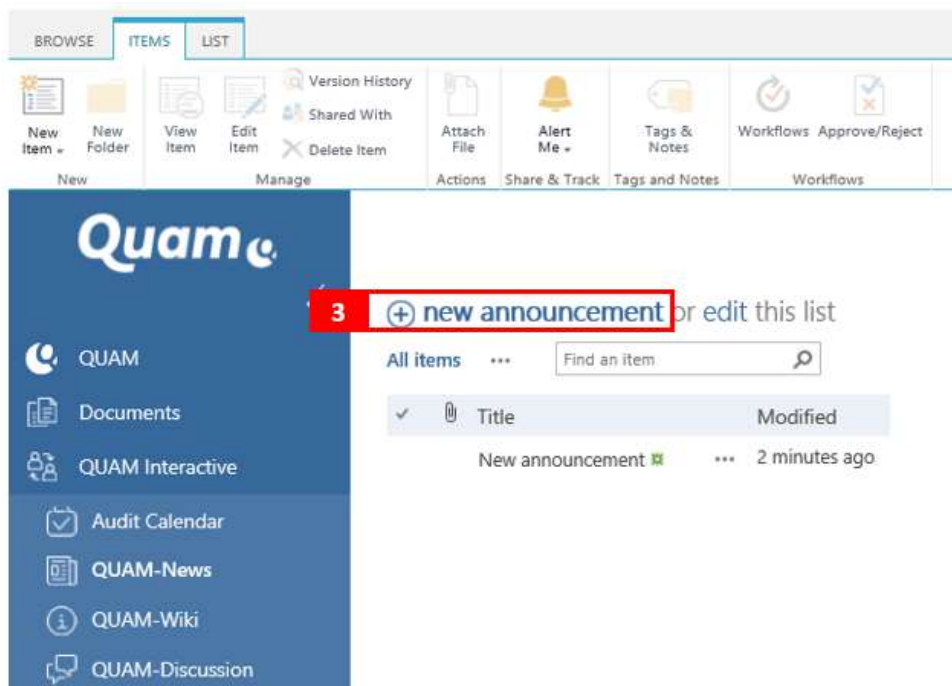 BROWSE ITEMS LIST
New Item
New Folder
View Item
Edit Item
Version History
Shared With
Delete Item
Attach File
Alert Me
Tags & Notes
Workflows
Approve/Reject
New
Manage
Actions
Share & Track
Tags and Notes
Workflows
Quam
3
new announcement or edit this list
All items ... Find an item
Title Modified
New announcement ... 2 minutes ago
QUAM
Documents
QUAM Interactive
Audit Calendar
QUAM-News
QUAM-Wiki
QUAM-Discussion